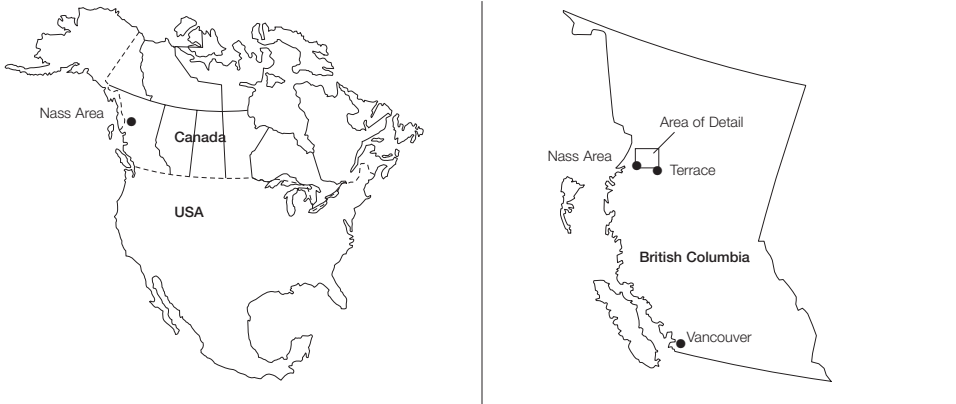 Nass Area
Canada
USA
Area of Detail
Nass Area
Terrace
British Columbia
Vancouver